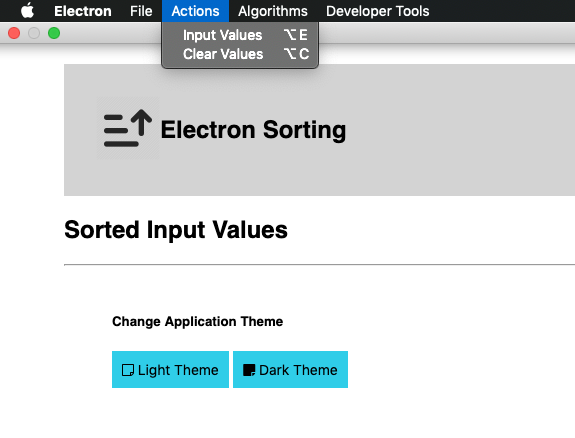 Electron File Actions Algorithms Developer Tools
Input Values ⌥ E
Clear Values ⌥ C
Electron Sorting
Sorted Input Values
Change Application Theme
Light Theme Dark Theme